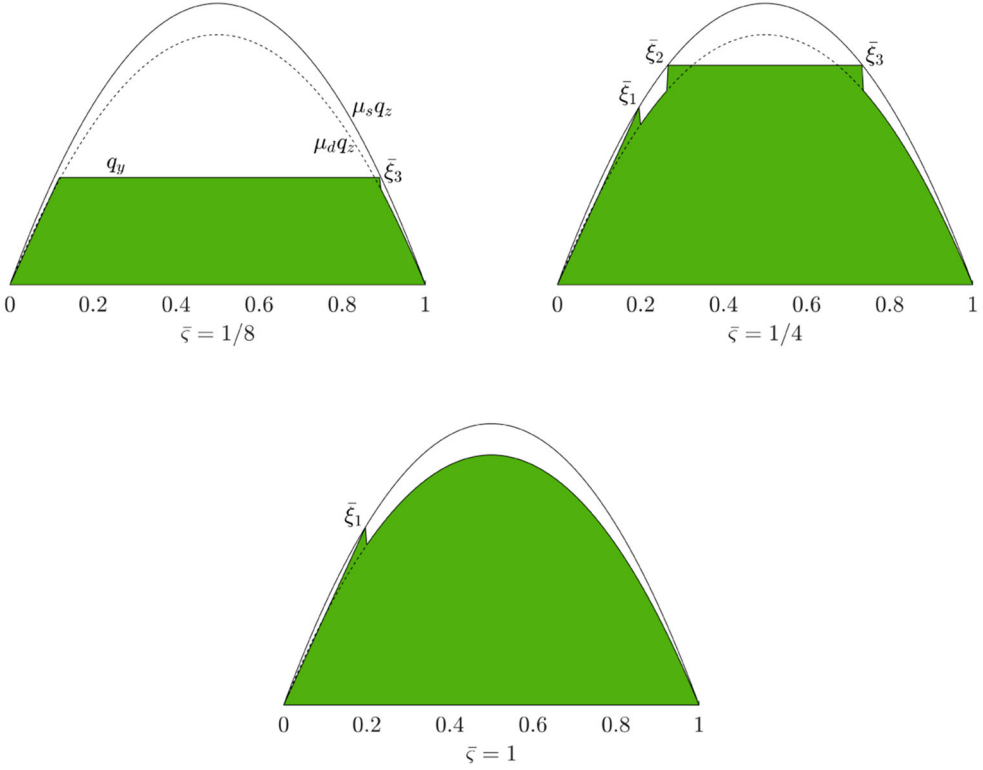 μ_s q_z
μ_d q_z
q_y
ξ̄_3
0 0.2 0.4 0.6 0.8 1
ς̄ = 1/8
ξ̄_2 ξ̄_3
ξ̄_1
0 0.2 0.4 0.6 0.8 1
ς̄ = 1/4
ξ̄_1
0 0.2 0.4 0.6 0.8 1
ς̄ = 1